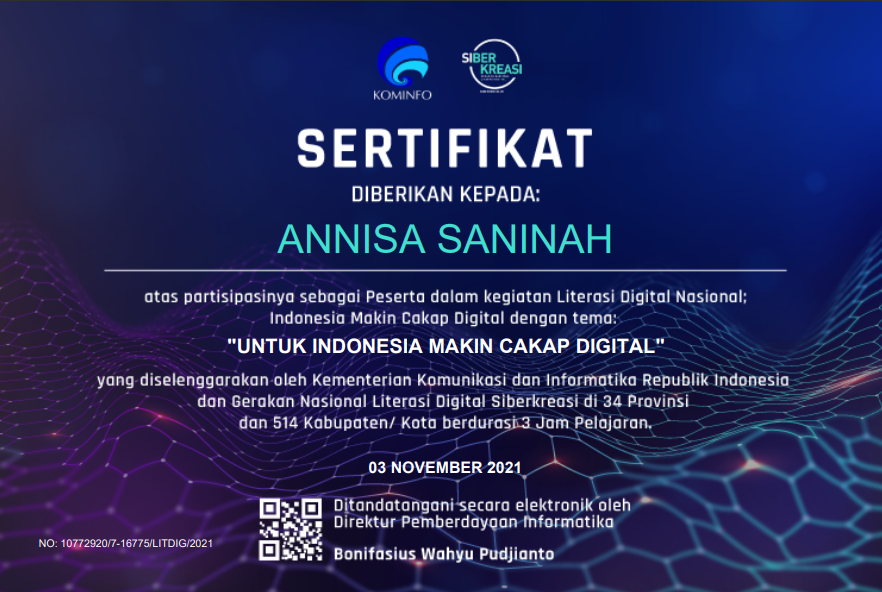 KOMINFO
SIBER
KREASI
SERTIFIKAT
DIBERIKAN KEPADA:
ANNISA SANINAH
atas partisipasinya sebagai Peserta dalam kegiatan Literasi Digital Nasional;
Indonesia Makin Cakap Digital dengan tema:
"UNTUK INDONESIA MAKIN CAKAP DIGITAL"
yang diselenggarakan oleh Kementerian Komunikasi dan Informatika Republik Indonesia
dan Gerakan Nasional Literasi Digital Siberkreasi di 34 Provinsi
dan 514 Kabupaten/ Kota berdurasi 3 Jam Pelajaran.
03 NOVEMBER 2021
Ditandatangani secara elektronik oleh
Direktur Pemberdayaan Informatika
Bonifasius Wahyu Pudjianto
NO: 10772920/7-16775/LITDIG/2021